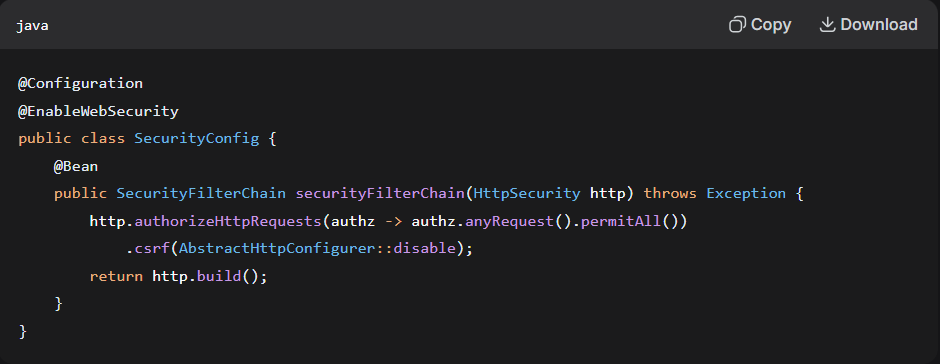 java
Copy
Download
@Configuration
@EnableWebSecurity
public class SecurityConfig {
    @Bean
    public SecurityFilterChain securityFilterChain(HttpSecurity http) throws Exception {
        http.authorizeHttpRequests(authz -> authz.anyRequest().permitAll())
            .csrf(AbstractHttpConfigurer::disable);
        return http.build();
    }
}